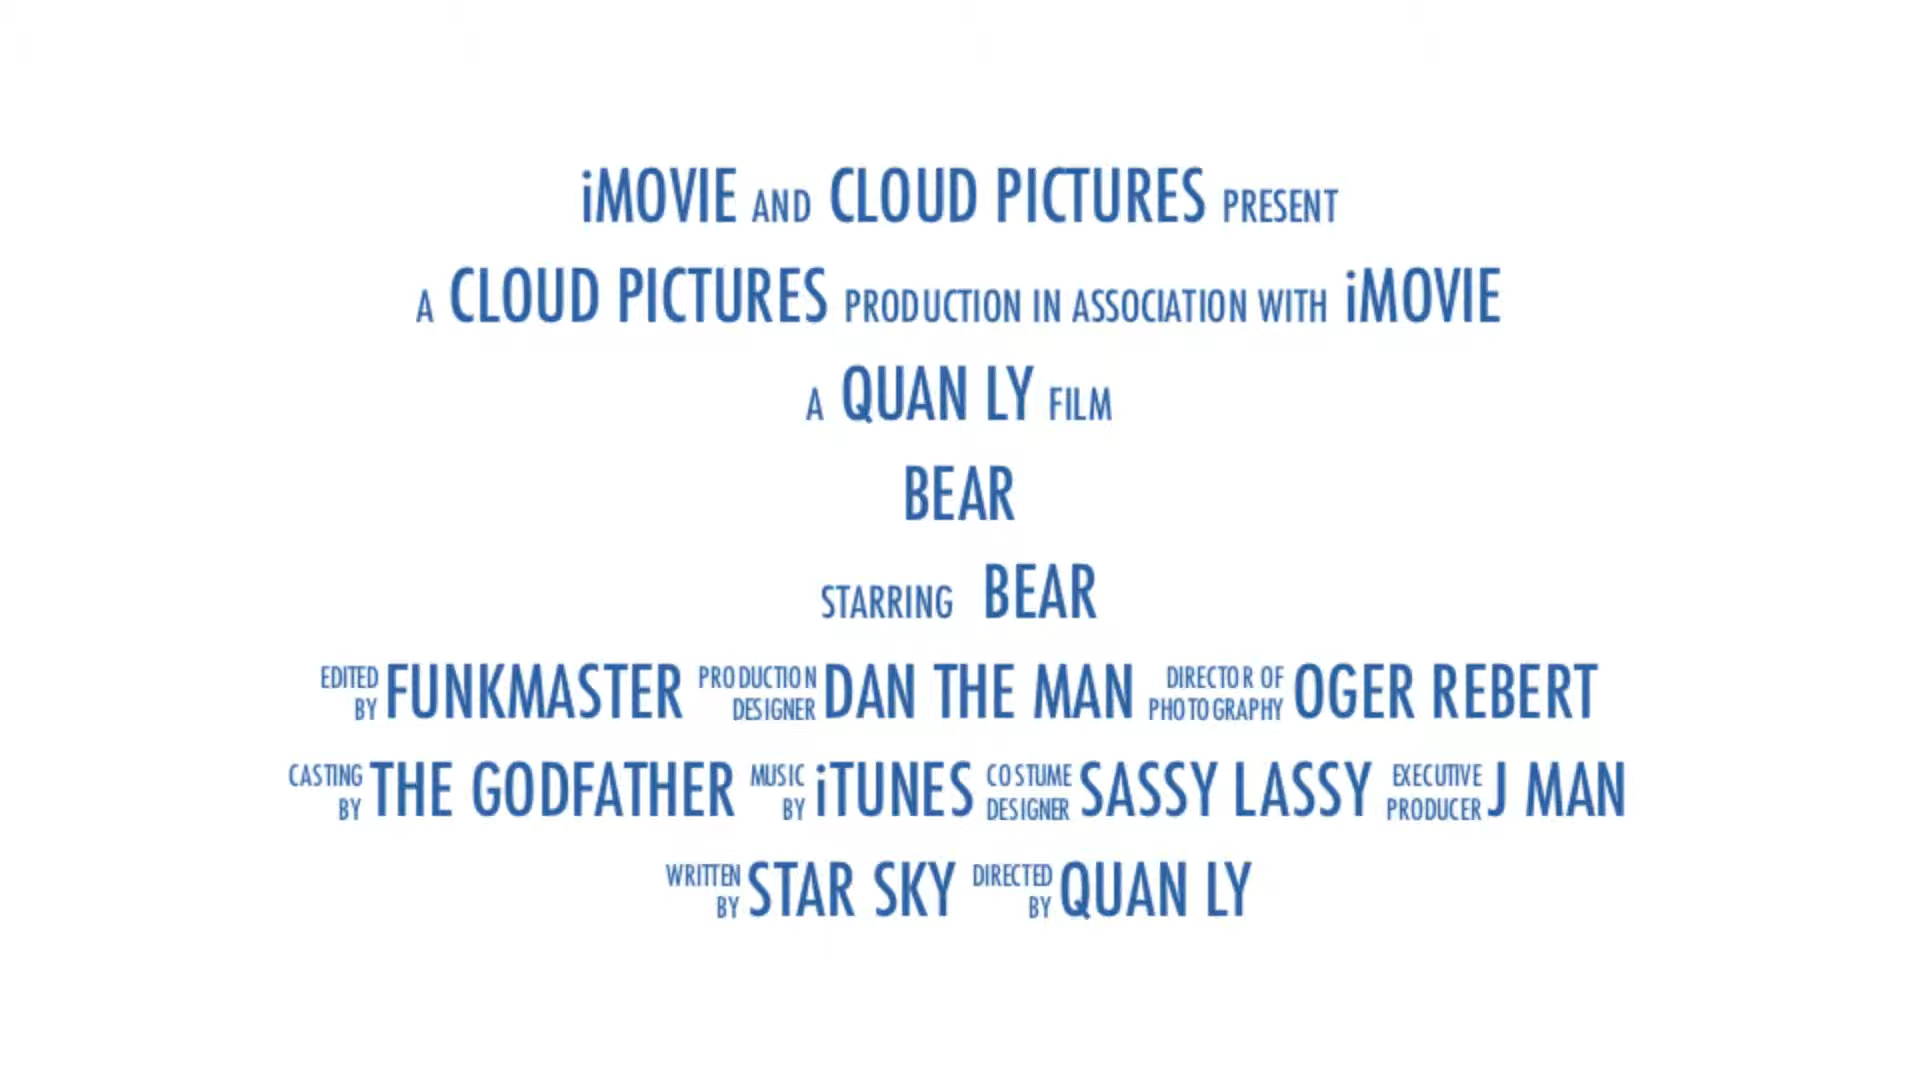 iMOVIE AND CLOUD PICTURES PRESENT
A CLOUD PICTURES PRODUCTION IN ASSOCIATION WITH iMOVIE
A QUAN LY FILM
BEAR
STARRING BEAR
EDITED BY FUNKMASTER PRODUCTION DESIGNER DAN THE MAN DIRECTOR OF PHOTOGRAPHY OGER REBERT
CASTING BY THE GODFATHER MUSIC BY iTUNES COSTUME DESIGNER SASSY LASSY EXECUTIVE PRODUCER J MAN
WRITTEN BY STAR SKY DIRECTED BY QUAN LY